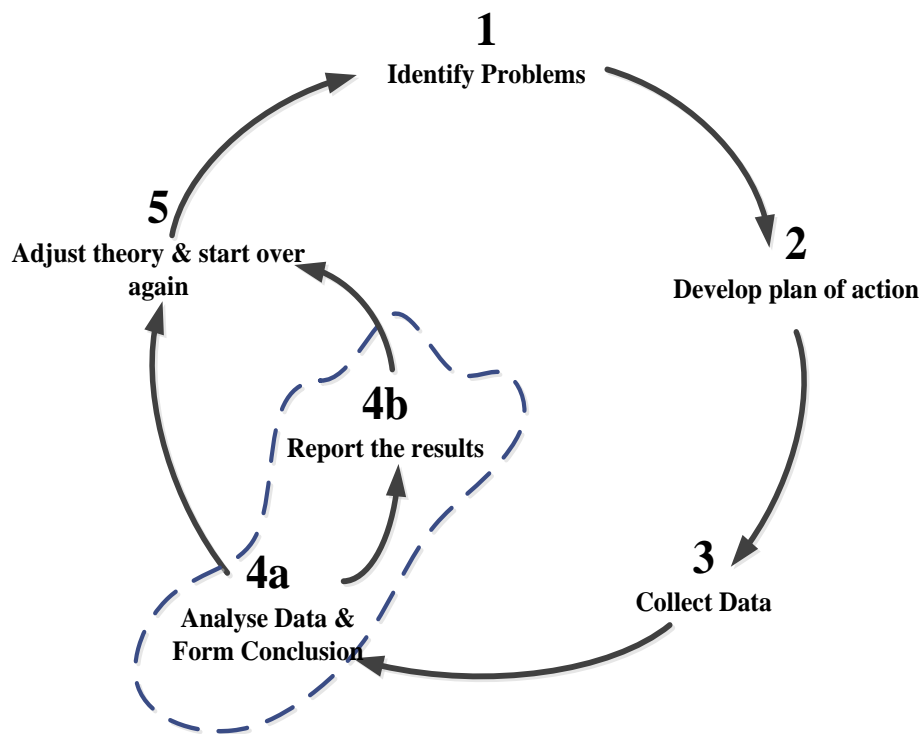 1
Identify Problems
2
Develop plan of action
3
Collect Data
4a
Analyse Data &
Form Conclusion
4b
Report the results
5
Adjust theory & start over
again